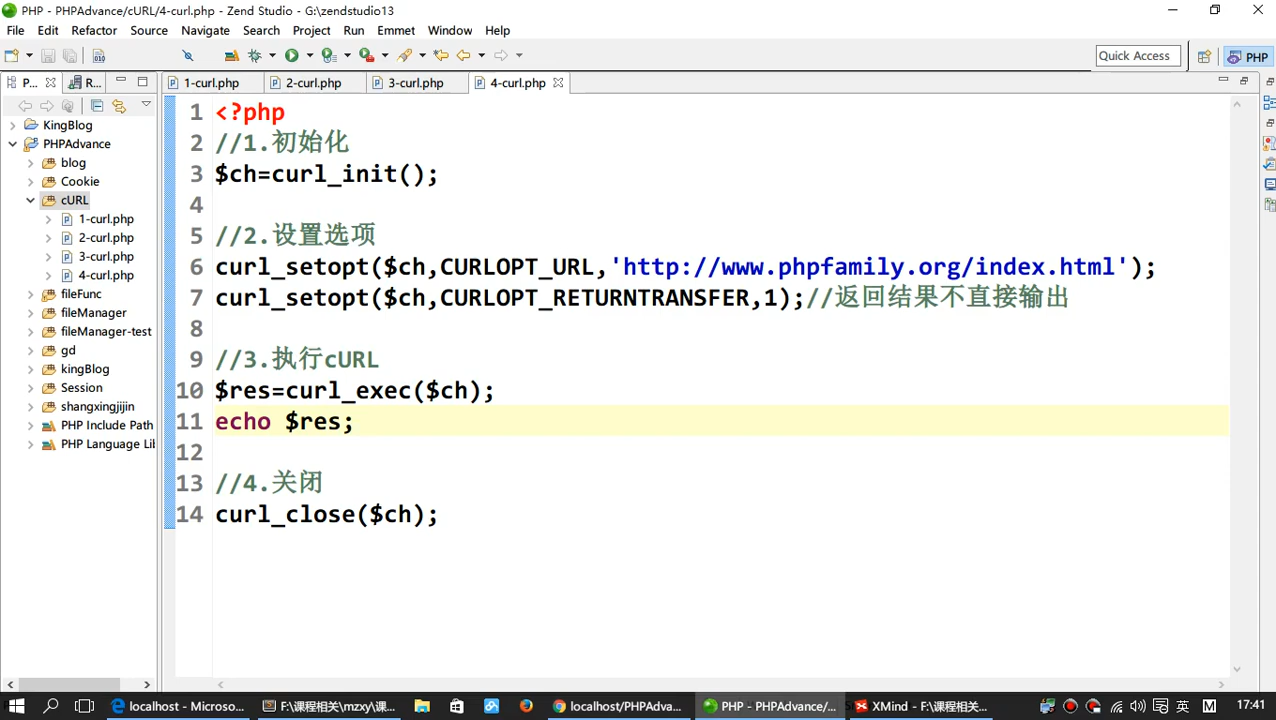 PHP - PHPAdvance/cURL/4-curl.php - Zend Studio - G:\zendstudio13
File Edit Refactor Source Navigate Search Project Run Emmet Window Help
Quick Access
PHP
P...
R...
1-curl.php
2-curl.php
3-curl.php
4-curl.php
KingBlog
PHPAdvance
blog
Cookie
cURL
1-curl.php
2-curl.php
3-curl.php
4-curl.php
fileFunc
fileManager
fileManager-test
gd
kingBlog
Session
shangxingjijin
PHP Include Path
PHP Language Lib
1 <?php
2 //1.初始化
3 $ch=curl_init();
4
5 //2.设置选项
6 curl_setopt($ch,CURLOPT_URL,'http://www.phpfamily.org/index.html');
7 curl_setopt($ch,CURLOPT_RETURNTRANSFER,1);//返回结果不直接输出
8
9 //3.执行cURL
10 $res=curl_exec($ch);
11 echo $res;
12
13 //4.关闭
14 curl_close($ch);
localhost - Microso...
F:\课程相关\mzxy\课...
localhost/PHPAdva...
PHP - PHPAdvance/...
XMind - F:\课程相关...
英
M
17:41